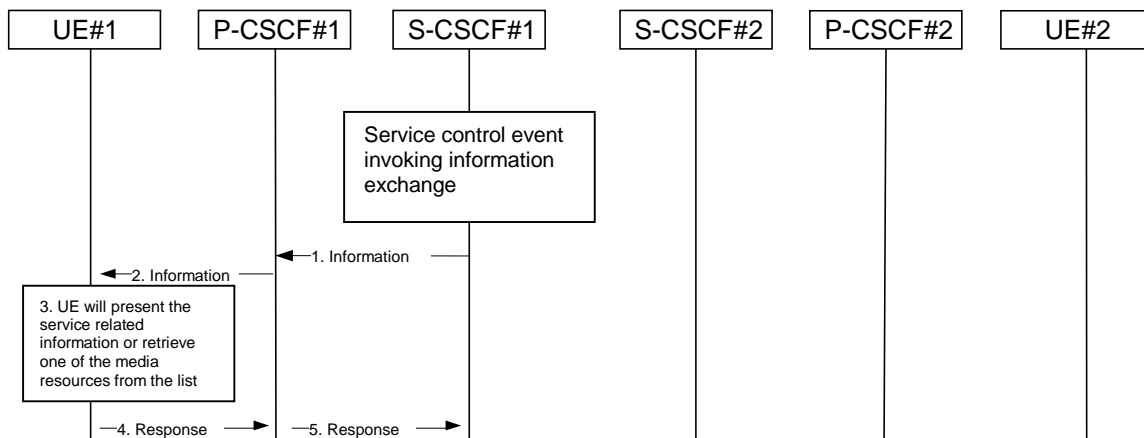 UE#1
P-CSCF#1
S-CSCF#1
S-CSCF#2
P-CSCF#2
UE#2
Service control event
invoking information
exchange
1. Information
2. Information
3. UE will present the
service related
information or retrieve
one of the media
resources from the list
4. Response
5. Response